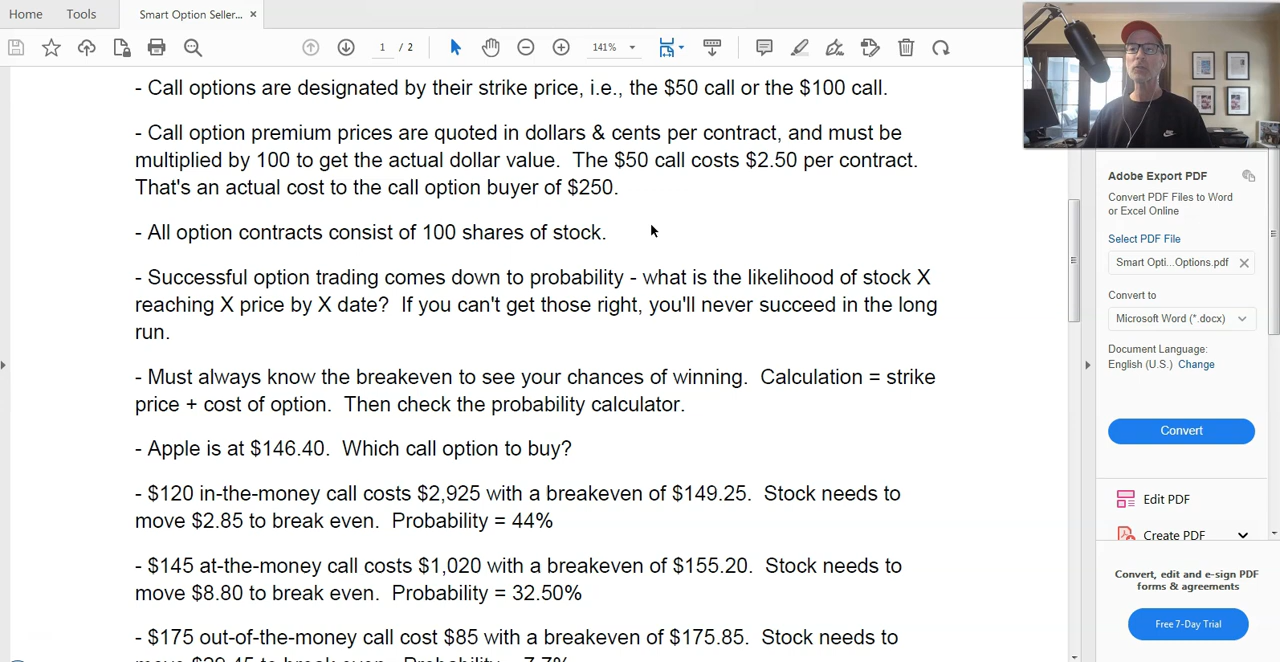 Home
Tools
Smart Option Seller... ×
1 / 2
141%
- Call options are designated by their strike price, i.e., the $50 call or the $100 call.
- Call option premium prices are quoted in dollars & cents per contract, and must be
multiplied by 100 to get the actual dollar value.  The $50 call costs $2.50 per contract.
That's an actual cost to the call option buyer of $250.
- All option contracts consist of 100 shares of stock.
- Successful option trading comes down to probability - what is the likelihood of stock X
reaching X price by X date?  If you can't get those right, you'll never succeed in the long
run.
- Must always know the breakeven to see your chances of winning.  Calculation = strike
price + cost of option.  Then check the probability calculator.
- Apple is at $146.40.  Which call option to buy?
- $120 in-the-money call costs $2,925 with a breakeven of $149.25.  Stock needs to
move $2.85 to break even.  Probability = 44%
- $145 at-the-money call costs $1,020 with a breakeven of $155.20.  Stock needs to
move $8.80 to break even.  Probability = 32.50%
- $175 out-of-the-money call cost $85 with a breakeven of $175.85.  Stock needs to
move $29.45 to break even.  Probability = 7.7%
Adobe Export PDF
Convert PDF Files to Word
or Excel Online
Select PDF File
Smart Opti...Options.pdf
Convert to
Microsoft Word (*.docx)
Document Language:
English (U.S.) Change
Convert
Edit PDF
Create PDF
Convert, edit and e-sign PDF
forms & agreements
Free 7-Day Trial